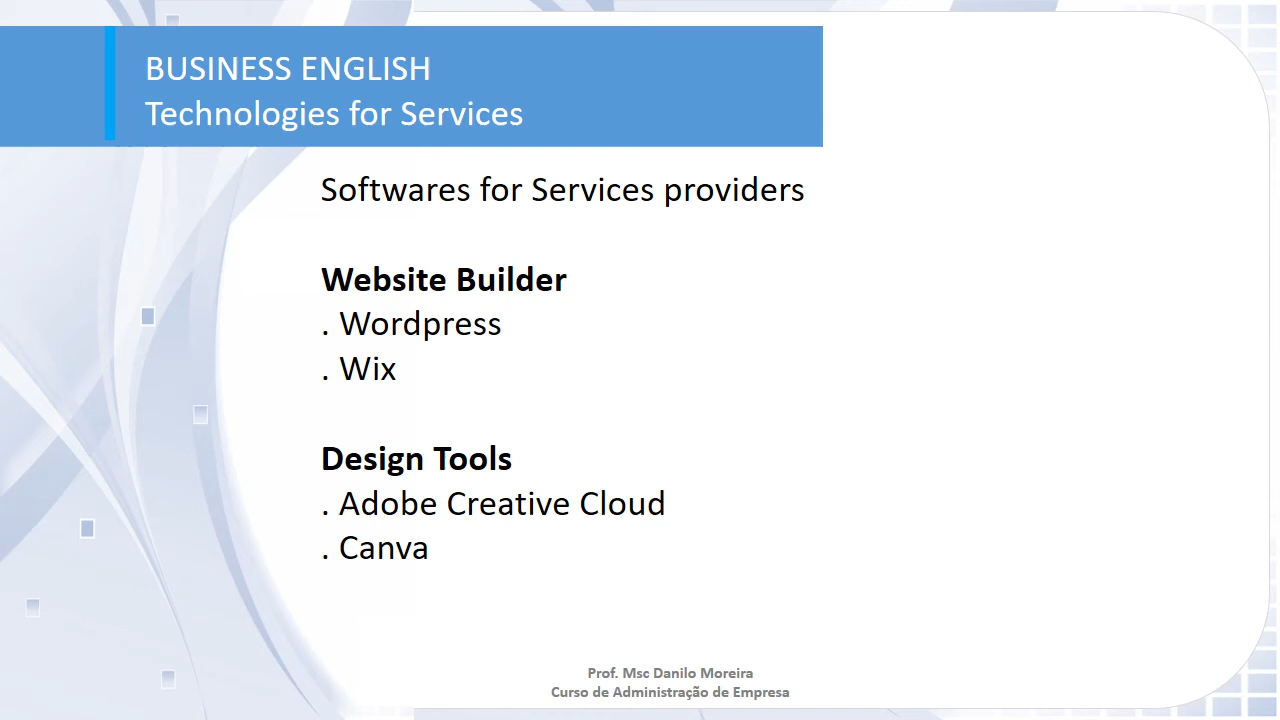 BUSINESS ENGLISH
Technologies for Services
Softwares for Services providers
Website Builder
. Wordpress
. Wix
Design Tools
. Adobe Creative Cloud
. Canva
Prof. Msc Danilo Moreira
Curso de Administração de Empresa